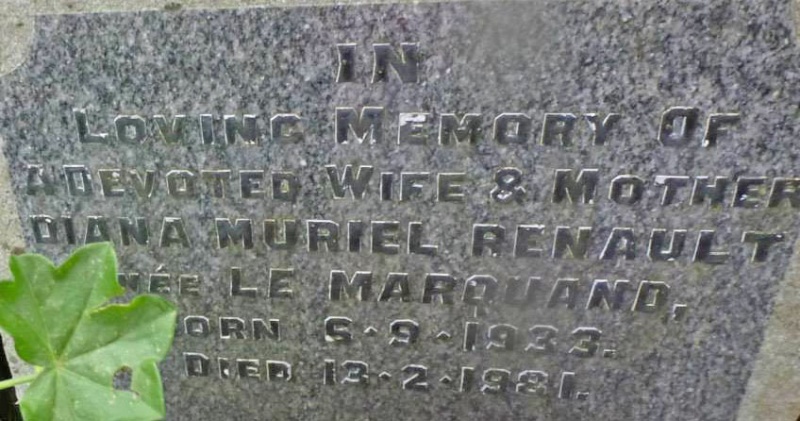 IN
LOVING MEMORY OF
A DEVOTED WIFE & MOTHER
DIANA MURIEL RENAULT
NÉE LE MARQUAND,
BORN 6·9·1933.
DIED 13·2·1981.